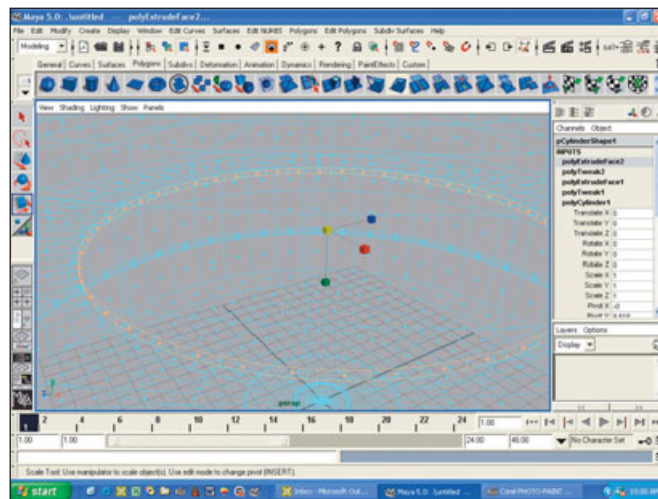 Maya 5.0: .\untitled --- polyExtrudeFace2...
File Edit Modify Create Display Window Edit Curves Surfaces Edit NURBS Polygons Edit Polygons Subdiv Surfaces Help
Modeling
General Curves Surfaces Polygons Subdivs Deformation Animation Dynamics Rendering PaintEffects Custom
View Shading Lighting Show Panels
Channels Object
pCylinderShape1
INPUTS
polyExtrudeFace2
polyTweak2
polyExtrudeFace1
polyTweak1
polyCylinder1
Translate X 0
Translate Y 0
Translate Z 0
Rotate X 0
Rotate Y 0
Rotate Z 0
Scale X 1
Scale Y 1
Scale Z 1
Pivot X -0
Pivot Y
persp
Layers Options
Display
2 4 6 8 10 12 14 16 18 20 22 24 1.00
1.00 1.00 24.00 48.00 No Character Set
Scale Tool: Use manipulator to scale object(s). Use edit mode to change pivot (INSERT).
start Inbox - Microsoft Out... Maya 5.0: .\untitled ... Corel PHOTO-PAINT 10:00 AM